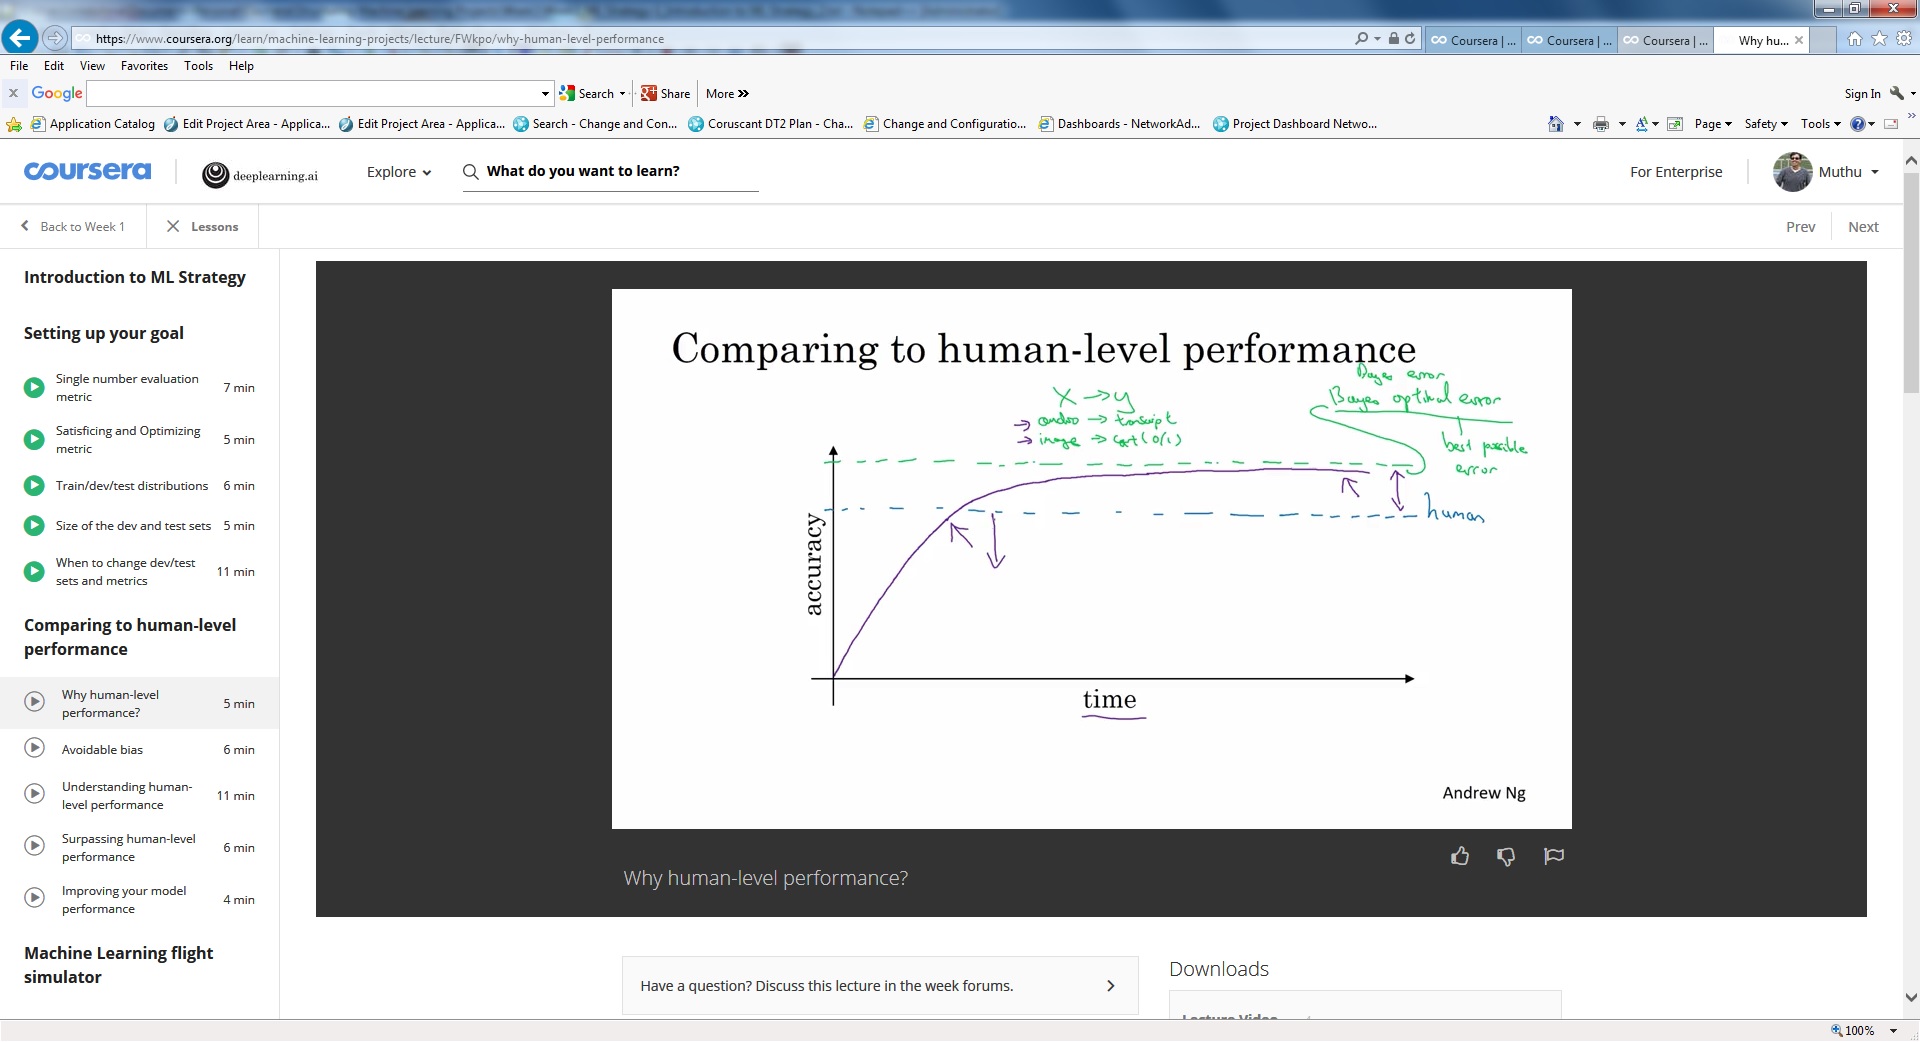 https://www.coursera.org/learn/machine-learning-projects/lecture/FWkpo/why-human-level-performance
Coursera | ...
Coursera | ...
Coursera | ...
Why hu...
File Edit View Favorites Tools Help
x Google Search Share More »
Sign In
Application Catalog Edit Project Area - Applica... Edit Project Area - Applica... Search - Change and Con... Coruscant DT2 Plan - Cha... Change and Configuratio... Dashboards - NetworkAd... Project Dashboard Netwo...
Page Safety Tools
coursera deeplearning.ai Explore What do you want to learn? For Enterprise Muthu
Back to Week 1 Lessons Prev Next
Introduction to ML Strategy
Setting up your goal
Single number evaluation
metric
7 min
Satisficing and Optimizing
metric
5 min
Train/dev/test distributions 6 min
Size of the dev and test sets 5 min
When to change dev/test
sets and metrics
11 min
Comparing to human-level
performance
Why human-level
performance?
5 min
Avoidable bias 6 min
Understanding human-
level performance
11 min
Surpassing human-level
performance
6 min
Improving your model
performance
4 min
Machine Learning flight
simulator
Comparing to human-level performance
Bayes error
Bayes optimal error
best possible
error
X → y
→ audio → transcript
→ image → cat (0/1)
human
accuracy
time
Andrew Ng
Why human-level performance?
Have a question? Discuss this lecture in the week forums.
Downloads
Lecture Video
100%